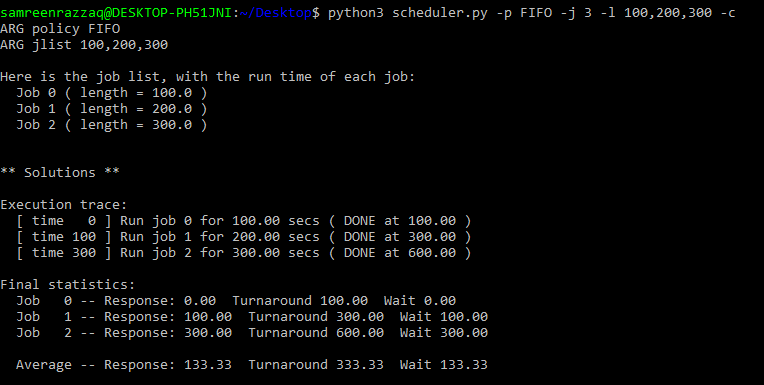 samreenrazzaq@DESKTOP-PH51JNI:~/Desktop$ python3 scheduler.py -p FIFO -j 3 -l 100,200,300 -c
ARG policy FIFO
ARG jlist 100,200,300
Here is the job list, with the run time of each job:
  Job 0 ( length = 100.0 )
  Job 1 ( length = 200.0 )
  Job 2 ( length = 300.0 )
** Solutions **
Execution trace:
  [ time   0 ] Run job 0 for 100.00 secs ( DONE at 100.00 )
  [ time 100 ] Run job 1 for 200.00 secs ( DONE at 300.00 )
  [ time 300 ] Run job 2 for 300.00 secs ( DONE at 600.00 )
Final statistics:
  Job   0 -- Response: 0.00  Turnaround 100.00  Wait 0.00
  Job   1 -- Response: 100.00  Turnaround 300.00  Wait 100.00
  Job   2 -- Response: 300.00  Turnaround 600.00  Wait 300.00
  Average -- Response: 133.33  Turnaround 333.33  Wait 133.33